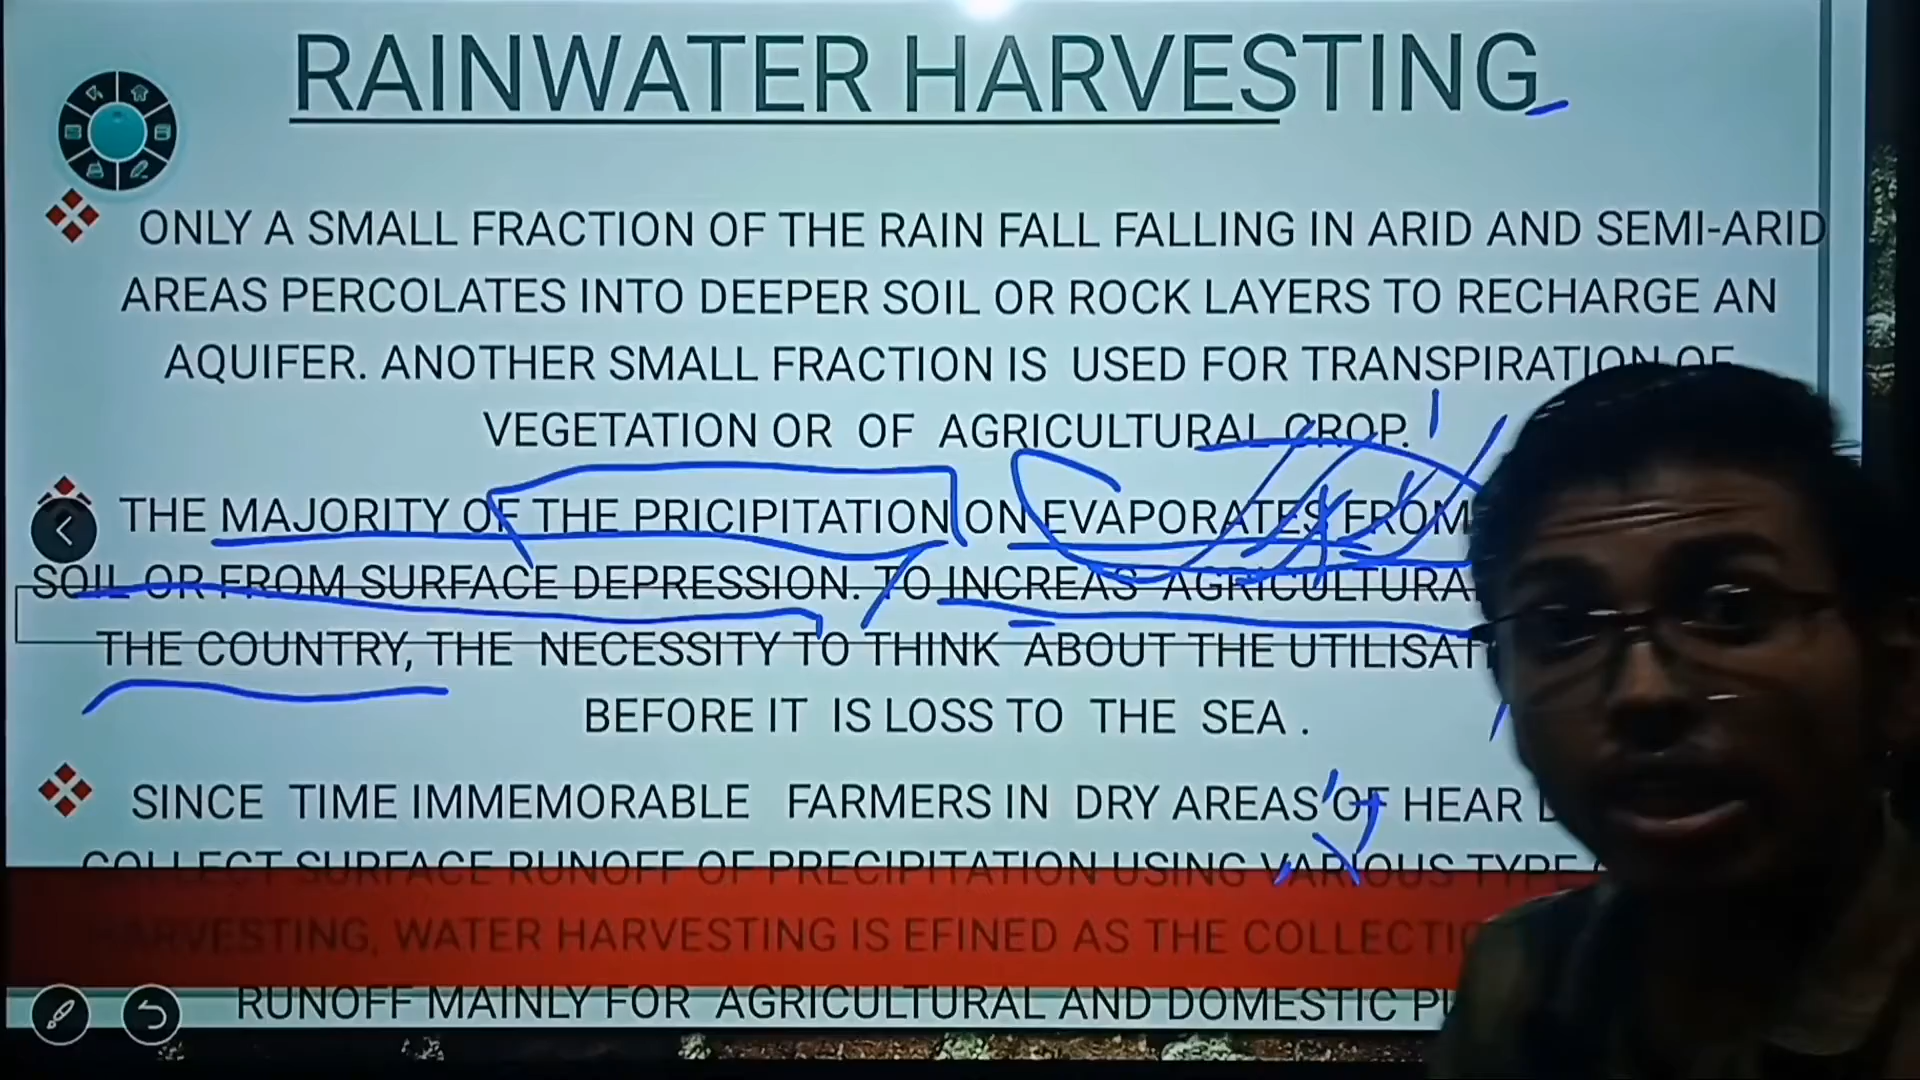 RAINWATER HARVESTING
ONLY A SMALL FRACTION OF THE RAIN FALL FALLING IN ARID AND SEMI-ARID
AREAS PERCOLATES INTO DEEPER SOIL OR ROCK LAYERS TO RECHARGE AN
AQUIFER. ANOTHER SMALL FRACTION IS USED FOR TRANSPIRATION OF
VEGETATION OR OF AGRICULTURAL CROP.
THE MAJORITY OF THE PRICIPITATION ON EVAPORATES FROM
SOIL OR FROM SURFACE DEPRESSION. TO INCREAS AGRICULTURA
THE COUNTRY, THE NECESSITY TO THINK ABOUT THE UTILISAT
BEFORE IT IS LOSS TO THE SEA .
SINCE TIME IMMEMORABLE FARMERS IN DRY AREAS OF HEAR
COLLECT SURFACE RUNOFF OF PRECIPITATION USING VARIOUS TYPE
HARVESTING, WATER HARVESTING IS EFINED AS THE COLLECTI
RUNOFF MAINLY FOR AGRICULTURAL AND DOMESTIC